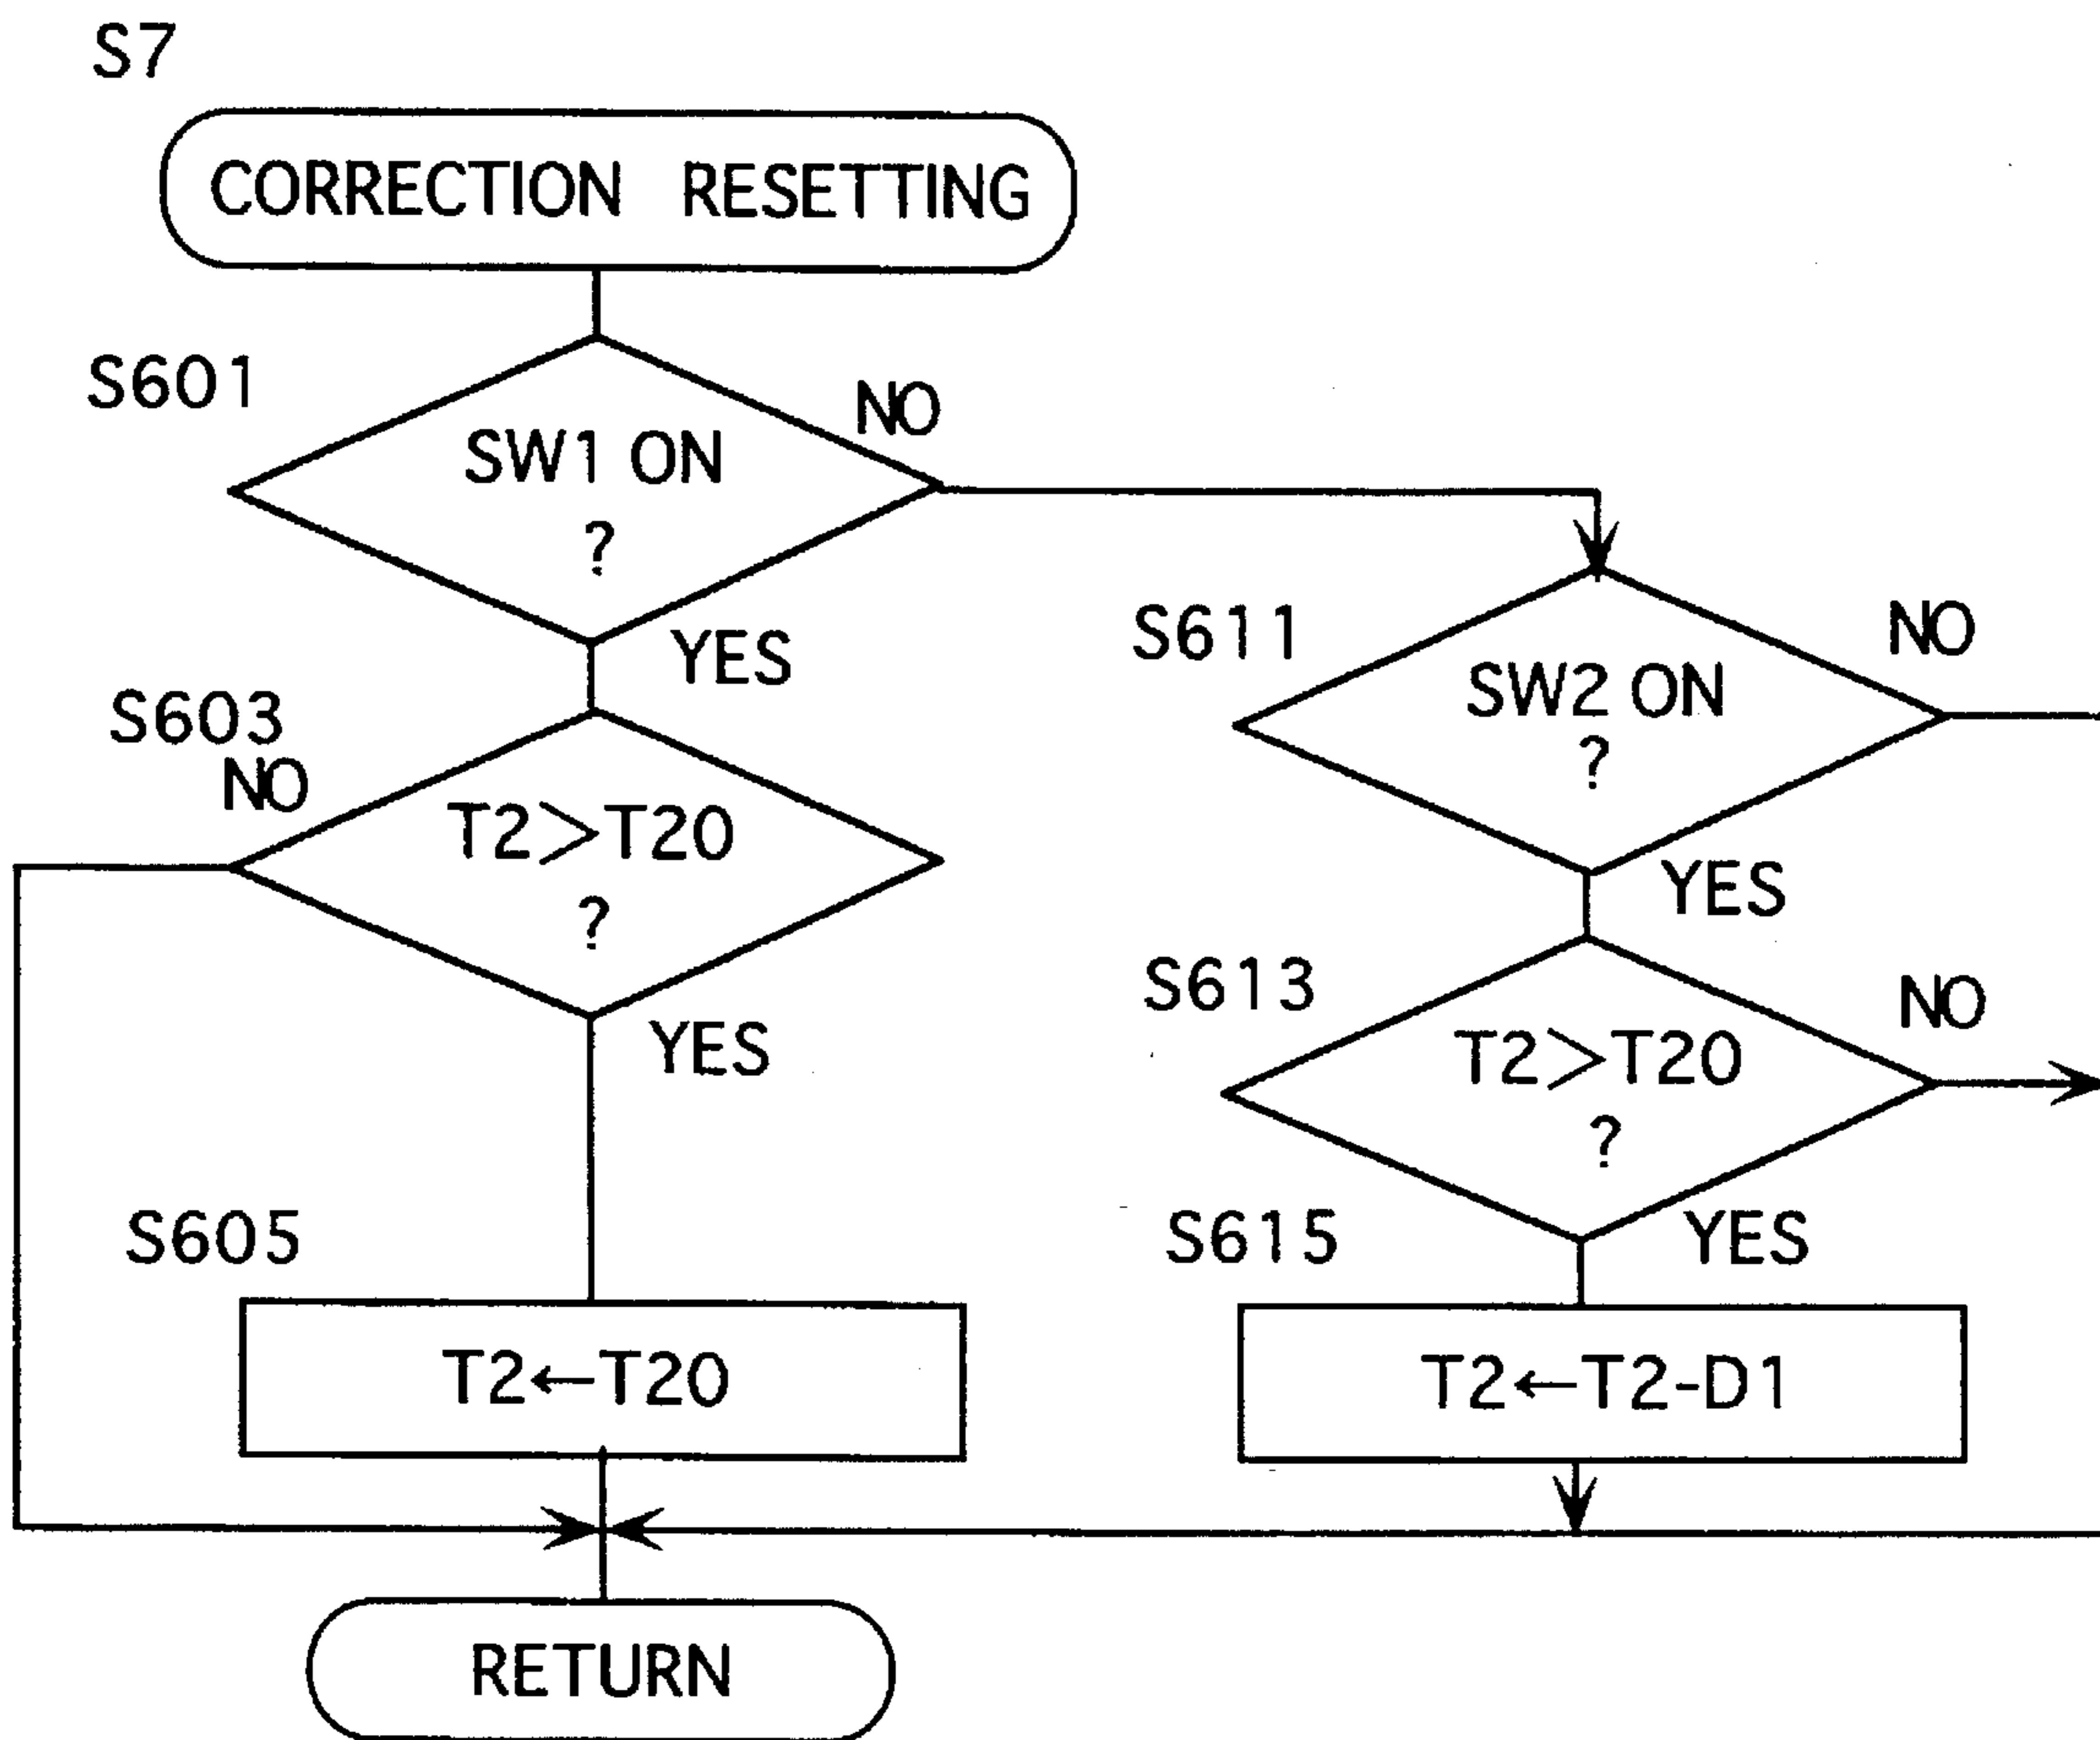 S7
CORRECTION RESETTING
S601
SW1 ON
?
NO
YES
S603
NO
T2>T20
?
YES
S605
T2←T20
RETURN
S611
SW2 ON
?
NO
YES
S613
T2>T20
?
NO
YES
S615
T2←T2-D1